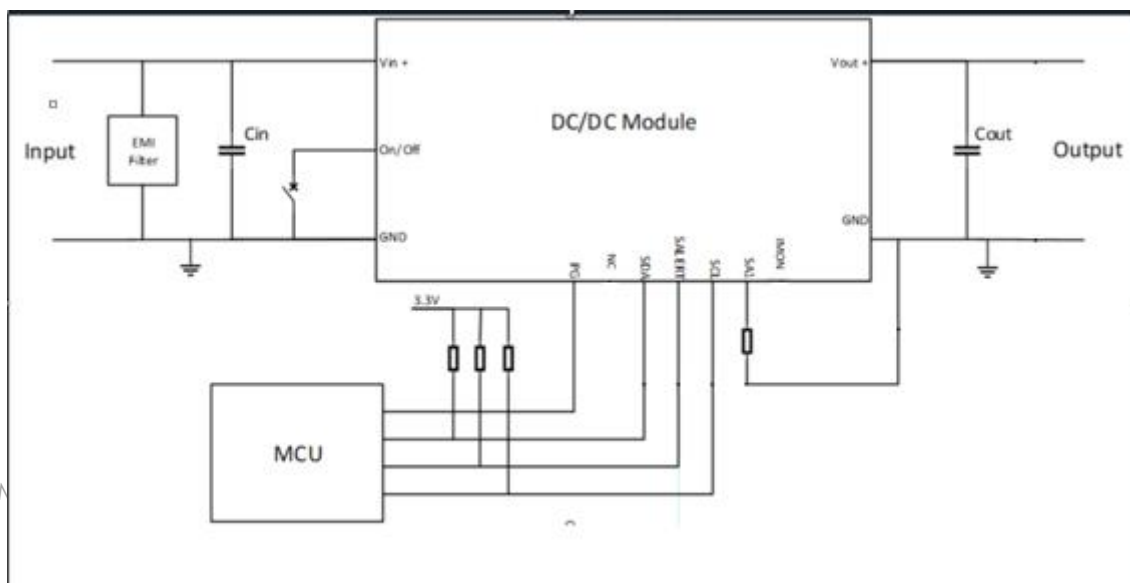 Vin +
Vout +
DC/DC Module
Cin
EMI
Filter
Input
On/Off
Cout
Output
GND
GND
PG
NC
SDA
SALERT
SCL
SA1
IMON
3.3V
MCU